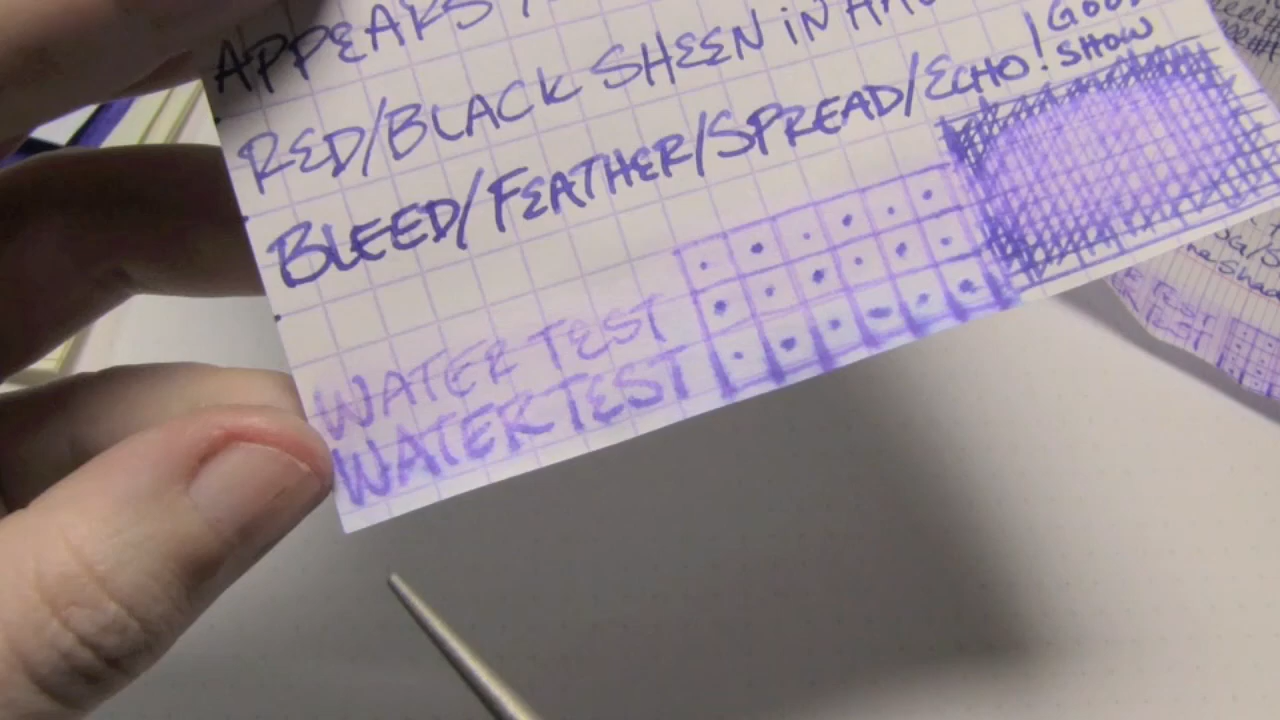 APPEARS
RED/BLACK SHEEN iN
BLEED/FEATHER/SPREAD/ECHO! GOOD
SHOW
WATER TEST
WATER TEST